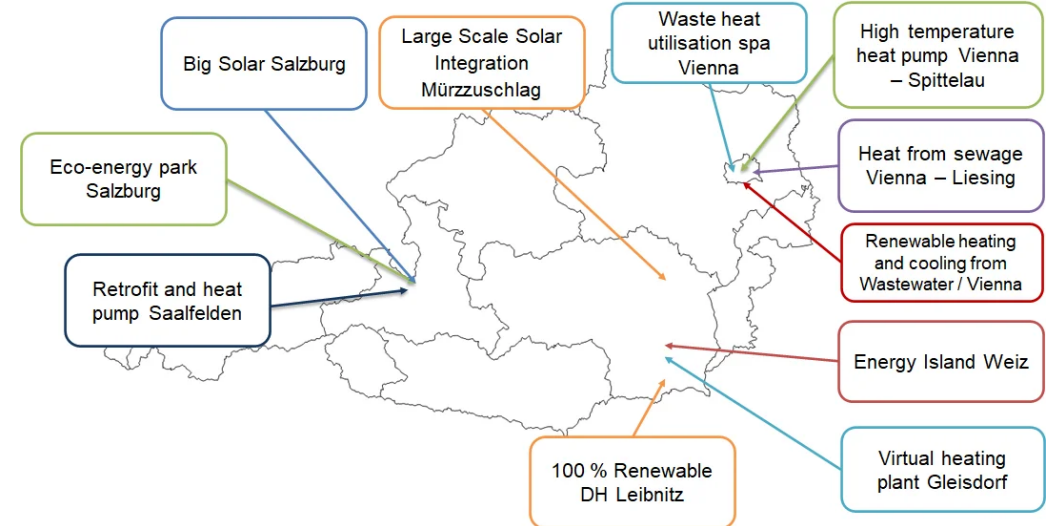 Big Solar Salzburg
Large Scale Solar
Integration
Mürzzuschlag
Waste heat
utilisation spa
Vienna
High temperature
heat pump Vienna
– Spittelau
Eco-energy park
Salzburg
Heat from sewage
Vienna – Liesing
Renewable heating
and cooling from
Wastewater / Vienna
Retrofit and heat
pump Saalfelden
Energy Island Weiz
100 % Renewable
DH Leibnitz
Virtual heating
plant Gleisdorf